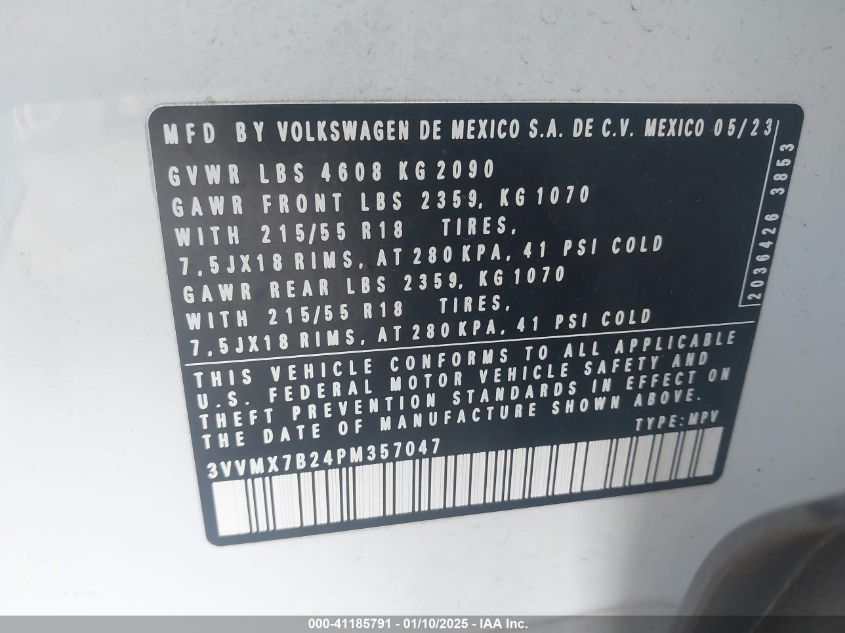 MFD BY VOLKSWAGEN DE MEXICO S.A. DE C.V. MEXICO 05/23
GVWR LBS 4608 KG 2090
GAWR FRONT LBS 2359, KG 1070
WITH 215/55 R18 TIRES,
7,5JX18 RIMS, AT 280 KPA, 41 PSI COLD
GAWR REAR LBS 2359, KG 1070
WITH 215/55 R18 TIRES,
7,5JX18 RIMS, AT 280 KPA, 41 PSI COLD
2036426 3853
THIS VEHICLE CONFORMS TO ALL APPLICABLE
U.S. FEDERAL MOTOR VEHICLE SAFETY AND
THEFT PREVENTION STANDARDS IN EFFECT ON
THE DATE OF MANUFACTURE SHOWN ABOVE.
TYPE: MPV
3VVMX7B24PM357047
000-41185791 - 01/10/2025 - IAA Inc.